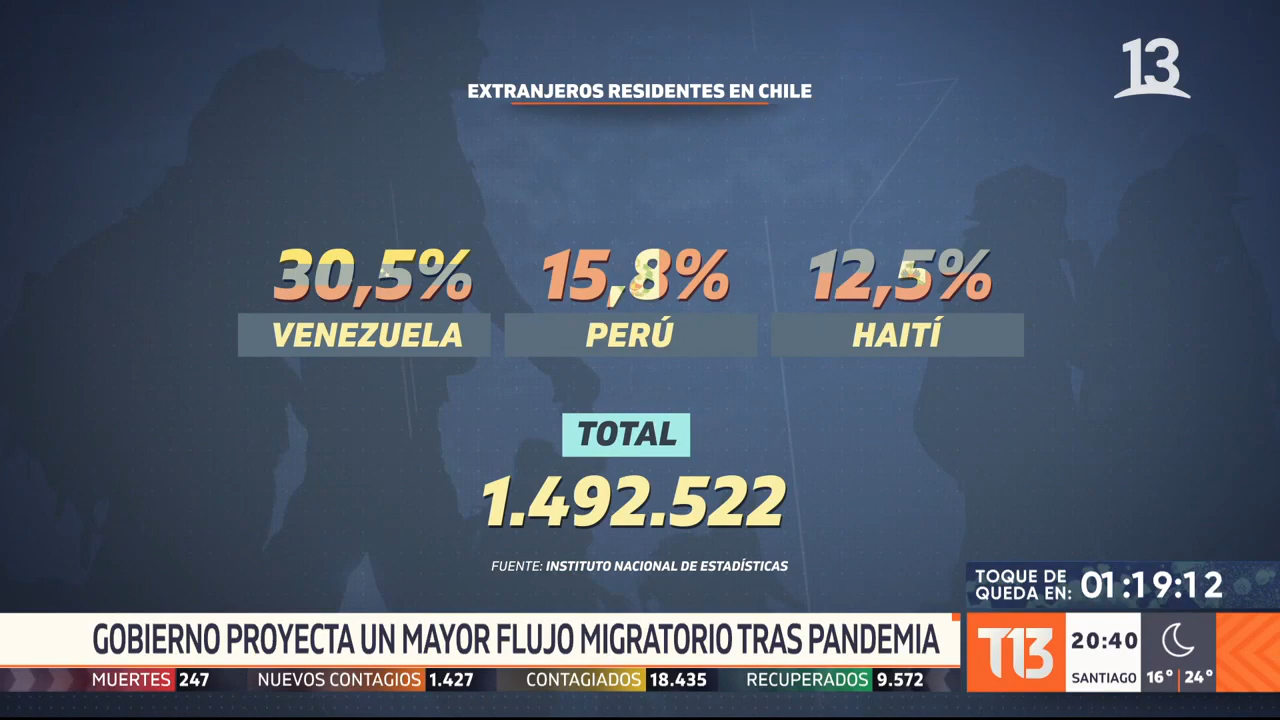 13
EXTRANJEROS RESIDENTES EN CHILE
30,5% 15,8% 12,5%
VENEZUELA PERÚ HAITÍ
TOTAL
1.492.522
FUENTE: INSTITUTO NACIONAL DE ESTADÍSTICAS
TOQUE DE
QUEDA EN: 01:19:12
GOBIERNO PROYECTA UN MAYOR FLUJO MIGRATORIO TRAS PANDEMIA
T13 20:40
SANTIAGO 16° 24°
MUERTES 247 NUEVOS CONTAGIOS 1.427 CONTAGIADOS 18.435 RECUPERADOS 9.572